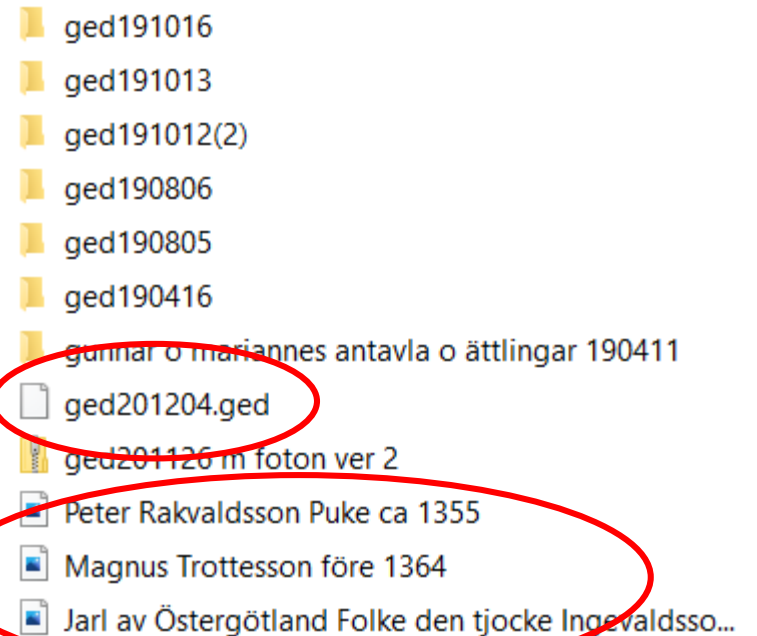 ged191016
ged191013
ged191012(2)
ged190806
ged190805
ged190416
gunnar o mariannes antavla o ättlingar 190411
ged201204.ged
ged201126 m foton ver 2
Peter Rakvaldsson Puke ca 1355
Magnus Trottesson före 1364
Jarl av Östergötland Folke den tjocke Ingevaldsso...